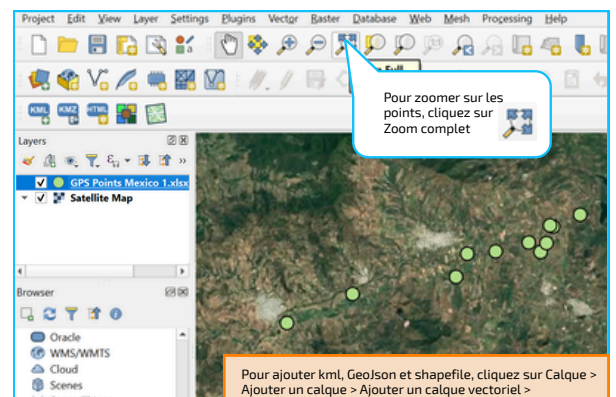 Project Edit View Layer Settings Plugins Vector Raster Database Web Mesh Processing Help
KML KMZ HTML
Full
Pour zoomer sur les
points, cliquez sur
Zoom complet
Layers
GPS Points Mexico 1.xlsx
Satellite Map
Browser
Oracle
WMS/WMTS
Cloud
Scenes
Pour ajouter kml, GeoJson et shapefile, cliquez sur Calque >
Ajouter un calque > Ajouter un calque vectoriel >